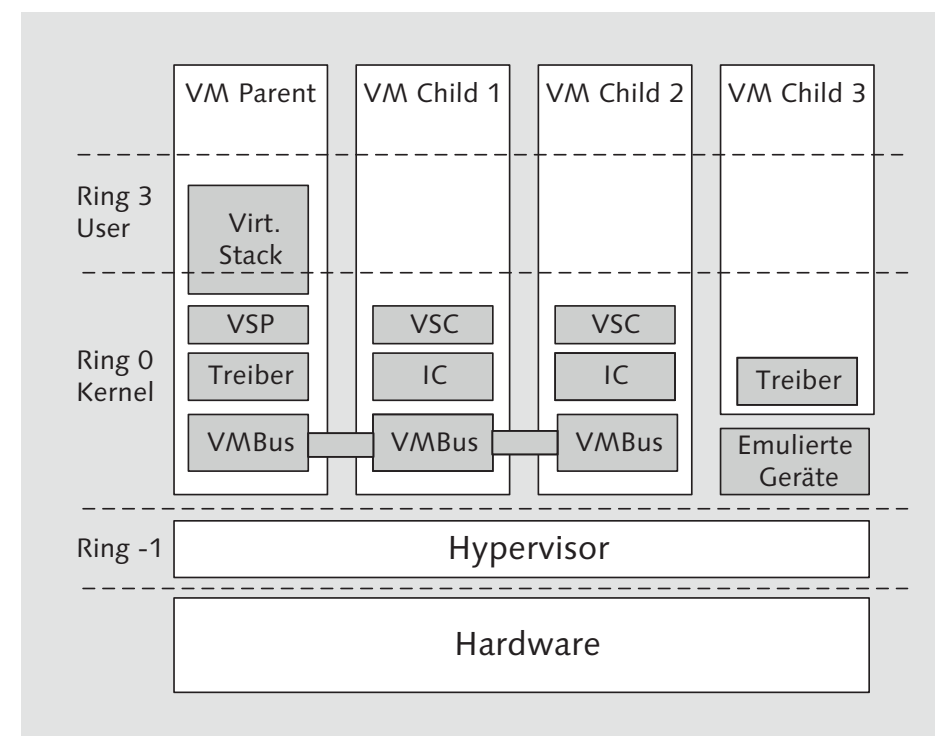 VM Parent
VM Child 1
VM Child 2
VM Child 3
Ring 3
User
Virt.
Stack
Ring 0
Kernel
VSP
VSC
VSC
Treiber
IC
IC
Treiber
VMBus
VMBus
VMBus
Emulierte
Geräte
Ring -1
Hypervisor
Hardware